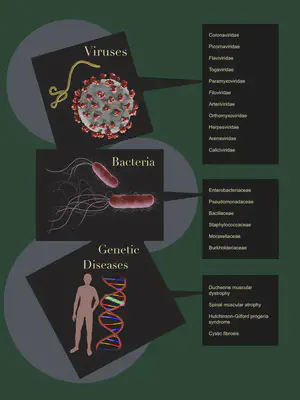 Viruses
Coronaviridae
Picornaviridae
Flaviviridae
Togaviridae
Paramyxoviridae
Filoviridae
Arteriviridae
Orthomyxoviridae
Herpesviridae
Arenaviridae
Caliciviridae
Bacteria
Enterobacteriaceae
Pseudomonadaceae
Bacillaceae
Staphylococcaceae
Moraxellaceae
Burkholderiaceae
Genetic
Diseases
Duchenne muscular
dystrophy
Spinal muscular atrophy
Hutchinson-Gilford progeria
syndrome
Cystic fibrosis